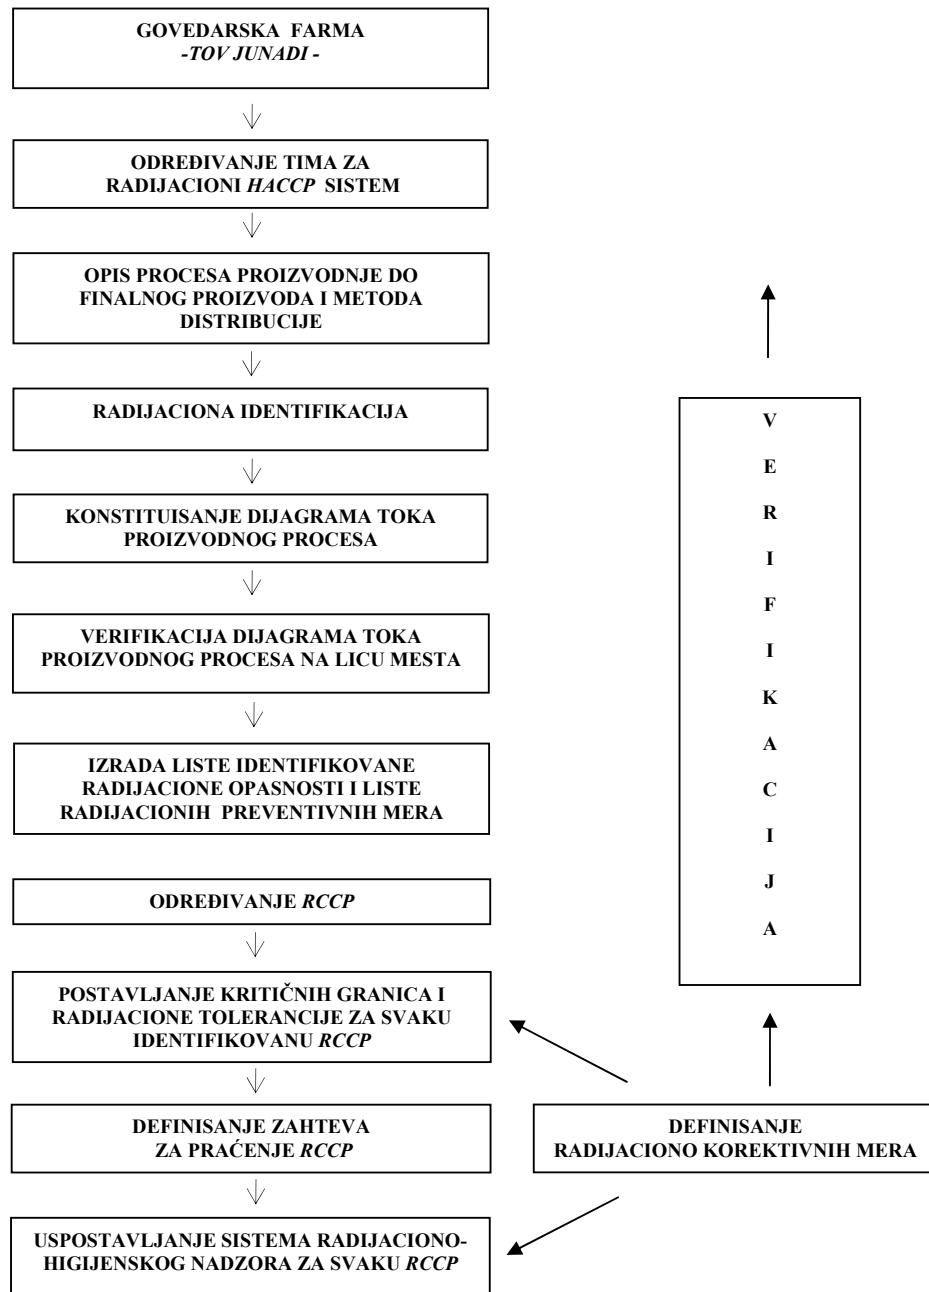 GOVEDARSKA FARMA
-TOV JUNADI -
ODREĐIVANJE TIMA ZA
RADIJACIONI HACCP SISTEM
OPIS PROCESA PROIZVODNJE DO
FINALNOG PROIZVODA I METODA
DISTRIBUCIJE
RADIJACIONA IDENTIFIKACIJA
KONSTITUISANJE DIJAGRAMA TOKA
PROIZVODNOG PROCESA
VERIFIKACIJA DIJAGRAMA TOKA
PROIZVODNOG PROCESA NA LICU MESTA
IZRADA LISTE IDENTIFIKOVANE
RADIJACIONE OPASNOSTI I LISTE
RADIJACIONIH PREVENTIVNIH MERA
ODREĐIVANJE RCCP
POSTAVLJANJE KRITIČNIH GRANICA I
RADIJACIONE TOLERANCIJE ZA SVAKU
IDENTIFIKOVANU RCCP
DEFINISANJE ZAHTEVA
ZA PRAĆENJE RCCP
USPOSTAVLJANJE SISTEMA RADIJACIONO-
HIGIJENSKOG NADZORA ZA SVAKU RCCP
V
E
R
I
F
I
K
A
C
I
J
A
DEFINISANJE
RADIJACIONO KOREKTIVNIH MERA